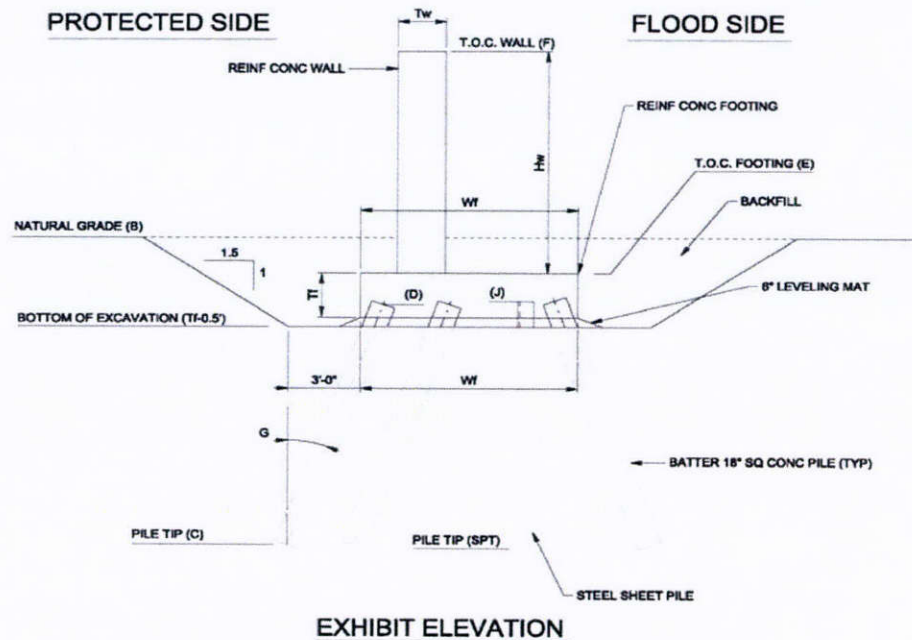 PROTECTED SIDE
Tw
FLOOD SIDE
T.O.C. WALL (F)
REINF CONC WALL
REINF CONC FOOTING
Hw
T.O.C. FOOTING (E)
Wf
BACKFILL
NATURAL GRADE (B)
1.5
1
Tf
(D)
(J)
6" LEVELING MAT
BOTTOM OF EXCAVATION (Tf-0.5')
3'-0"
Wf
G
BATTER 18" SQ CONC PILE (TYP)
PILE TIP (C)
PILE TIP (SPT)
STEEL SHEET PILE
EXHIBIT ELEVATION